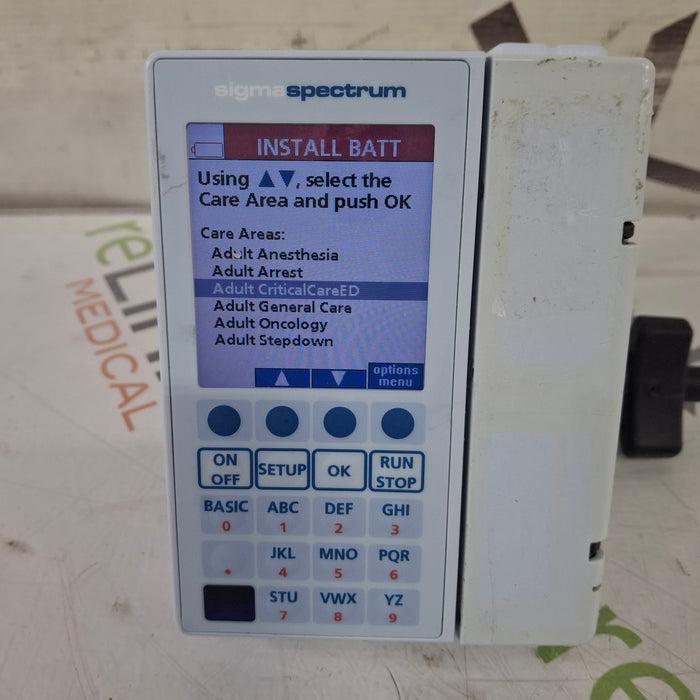 sigmaspectrum
INSTALL BATT
Using ▲▼, select the
Care Area and push OK
Care Areas:
Adult Anesthesia
Adult Arrest
Adult CriticalCareED
Adult General Care
Adult Oncology
Adult Stepdown
options
menu
ON
OFF
SETUP
OK
RUN
STOP
BASIC
0
ABC
1
DEF
2
GHI
3
.
JKL
4
MNO
5
PQR
6
STU
7
VWX
8
YZ
9
MEDICAL